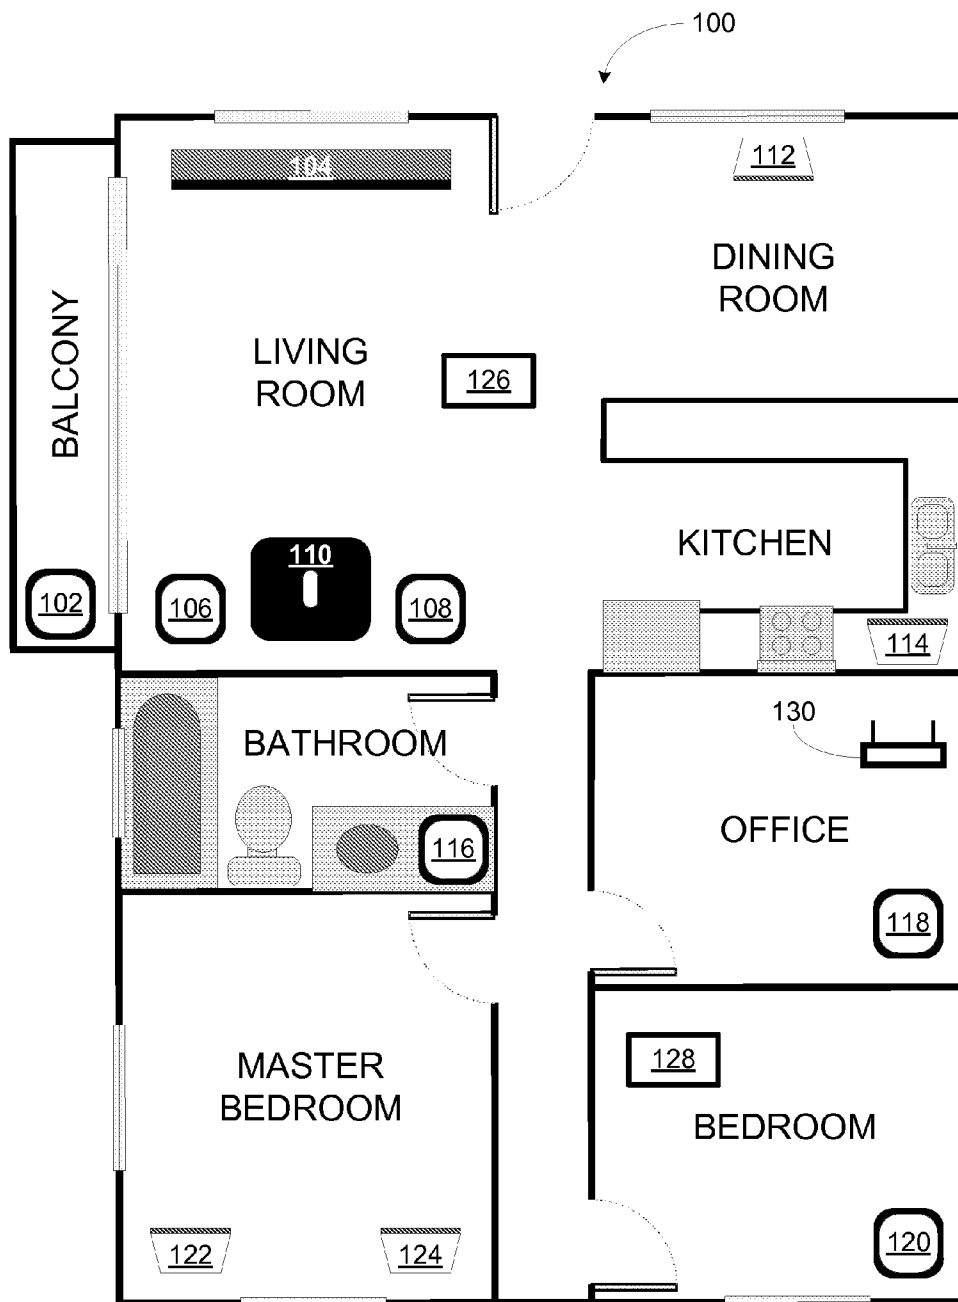 100
104
112
DINING
ROOM
BALCONY
LIVING
ROOM
126
KITCHEN
110
102
106
108
114
130
BATHROOM
OFFICE
116
118
MASTER
BEDROOM
128
BEDROOM
122
124
120